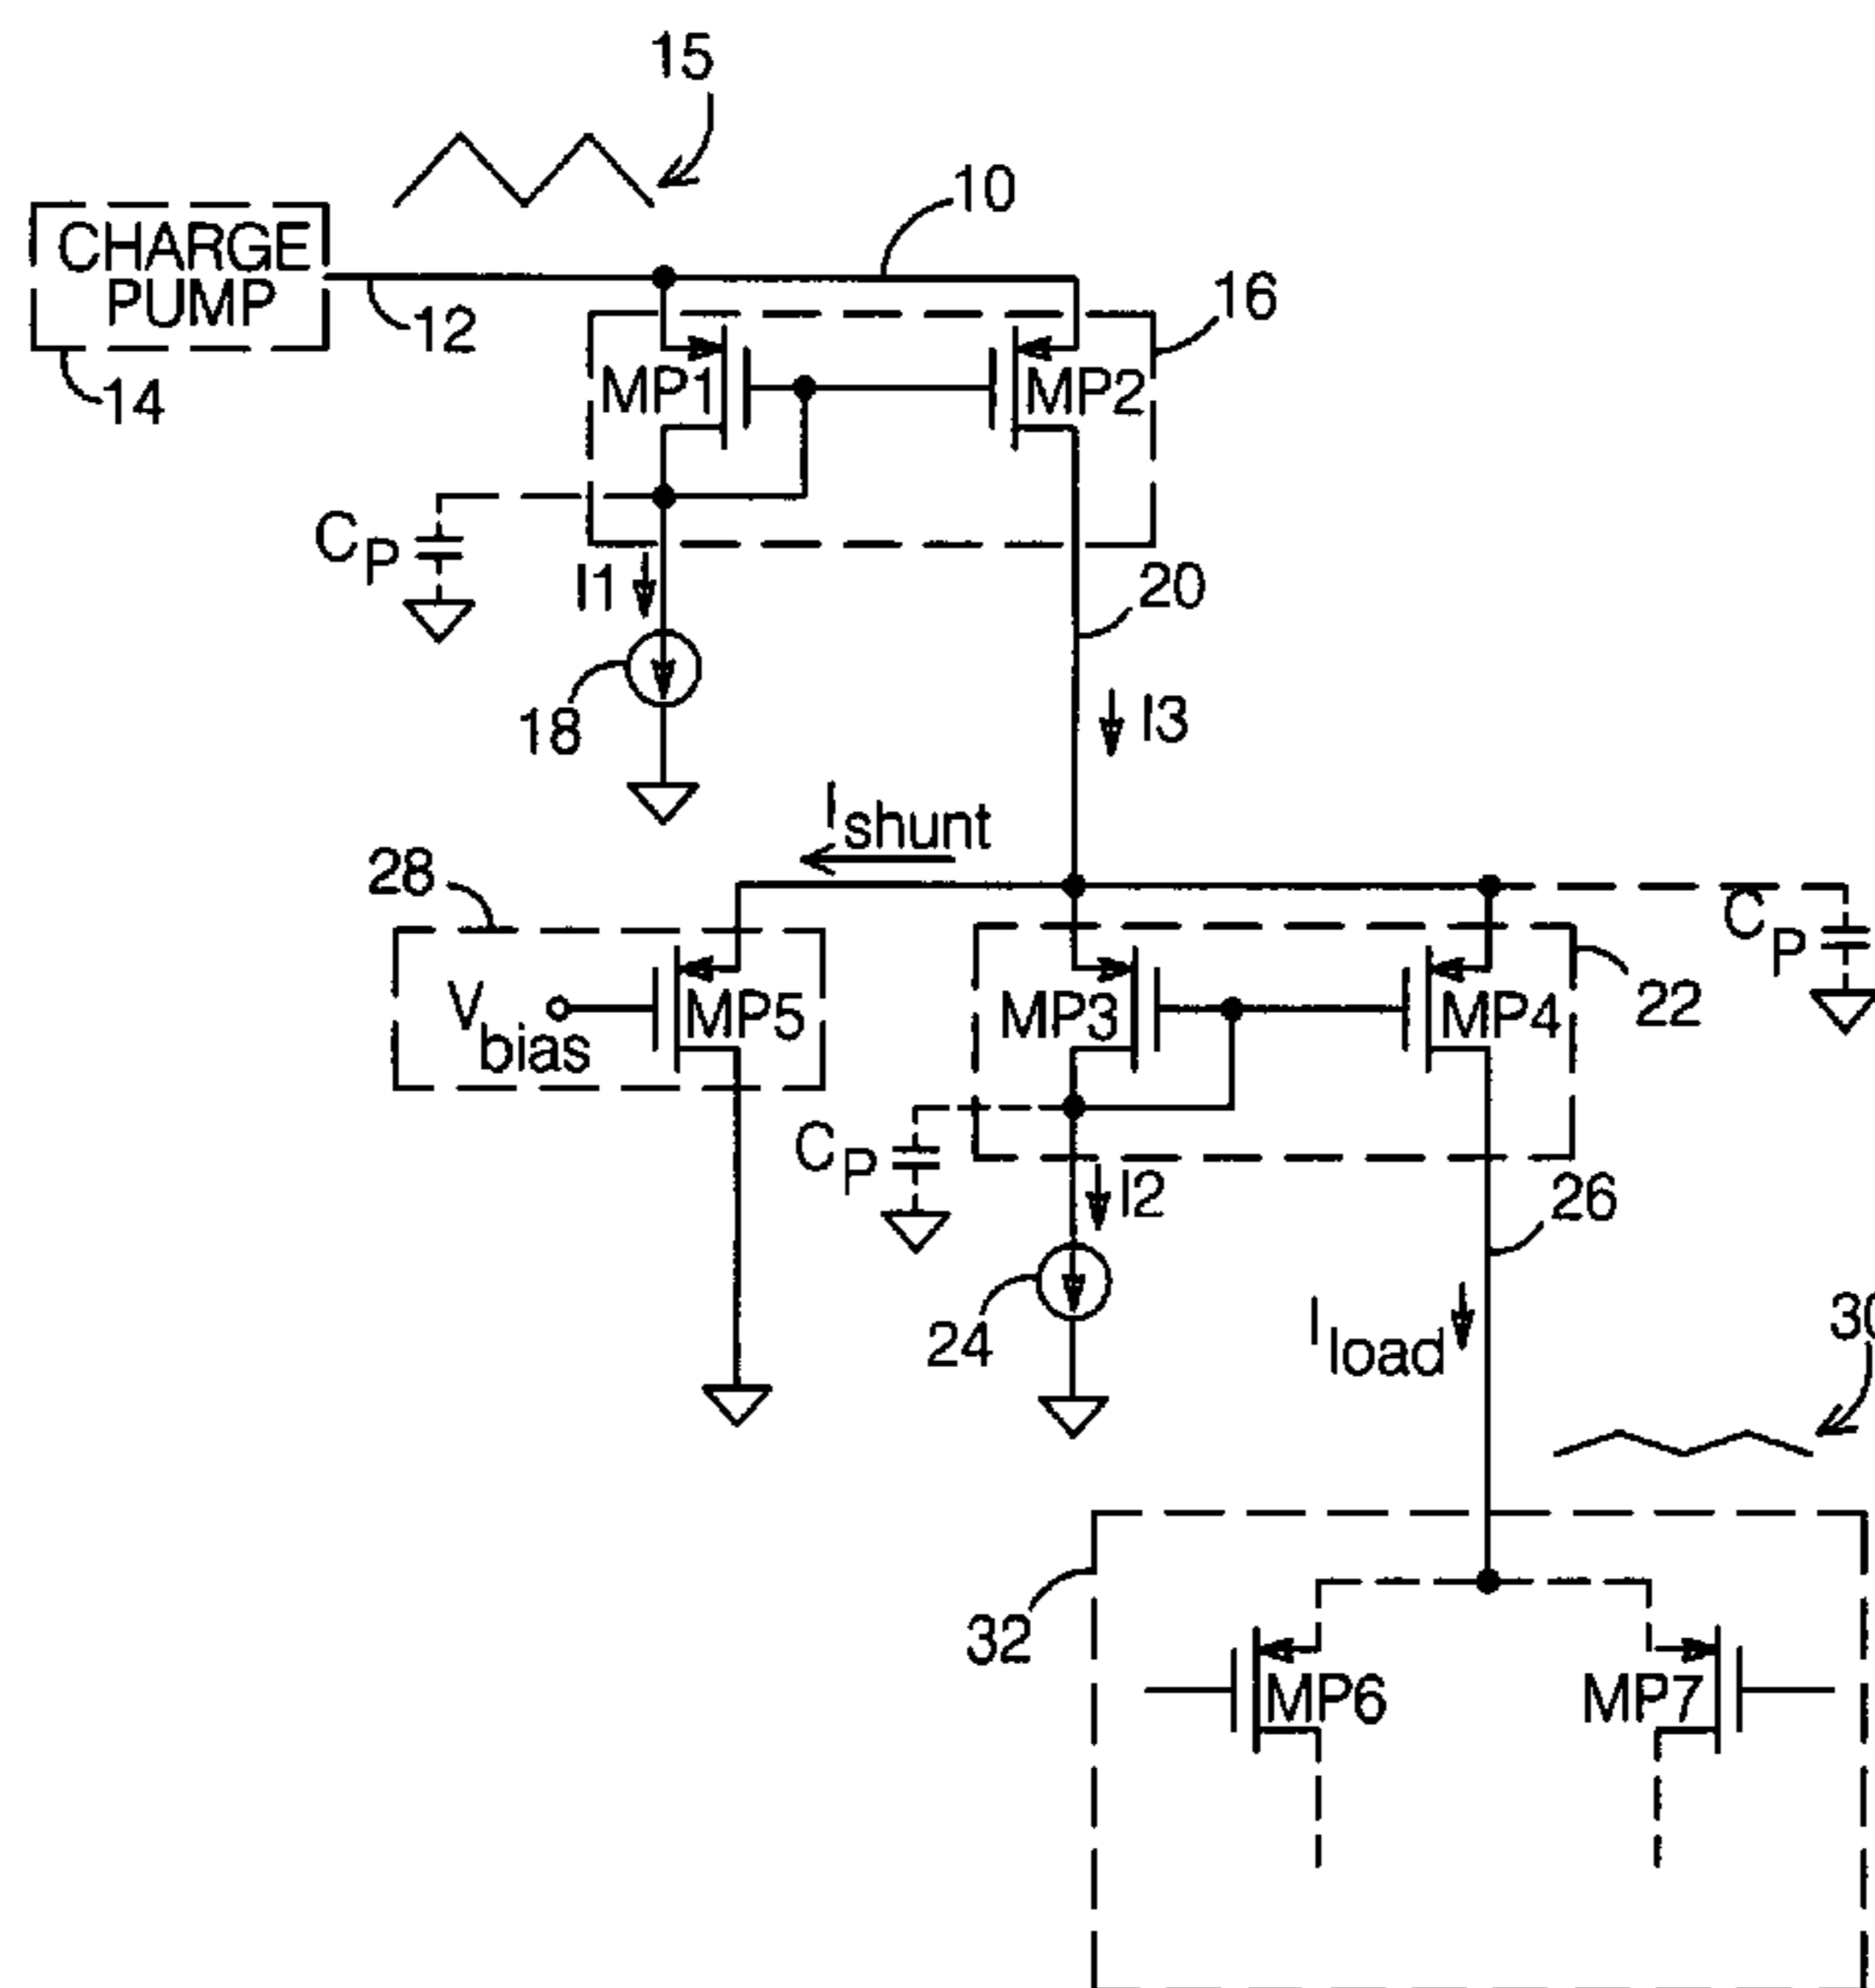 15
10
CHARGE
PUMP
12
14
16
MP1
MP2
CP
I1
20
18
I3
Ishunt
28
CP
Vbias
MP5
MP3
MP4
22
CP
I2
26
24
Iload
32
MP6
MP7